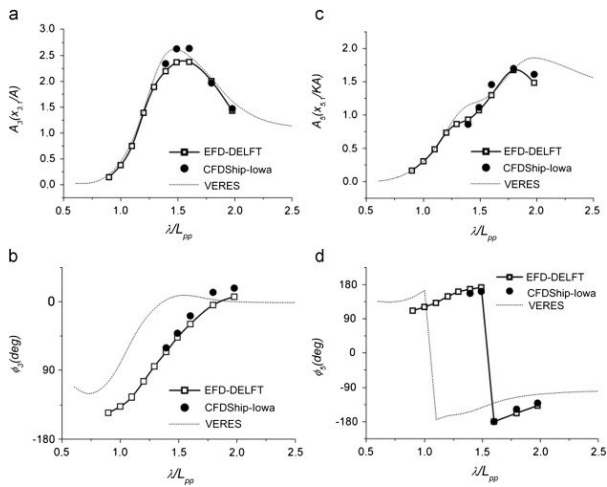 a
A₃(x₃,₁/A)
3.0
2.5
2.0
1.5
1.0
0.5
0.0
EFD-DELFT
CFDShip-Iowa
VERES
0.5 1.0 1.5 2.0 2.5
λ/Lpp
c
A₅(x₅,₁/KA)
2.0
1.5
1.0
0.5
0.0
EFD-DELFT
CFDShip-Iowa
VERES
0.5 1.0 1.5 2.0 2.5
λ/Lpp
b
ϕ₃(deg)
0
-90
-180
EFD-DELFT
CFDShip-Iowa
VERES
0.5 1.0 1.5 2.0 2.5
λ/Lpp
d
ϕ₅(deg)
180
90
0
-90
-180
EFD-DELFT
CFDShip-Iowa
VERES
0.5 1.0 1.5 2.0 2.5
λ/Lpp